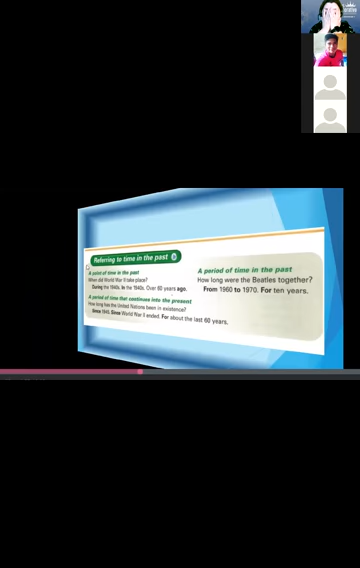 Referring to time in the past
A point of time in the past
When did World War II take place?
During the 1940s. In the 1940s. Over 60 years ago.
A period of time that continues into the present
How long has the United Nations been in existence?
Since 1945. Since World War II ended. For about the last 60 years.
A period of time in the past
How long were the Beatles together?
From 1960 to 1970. For ten years.